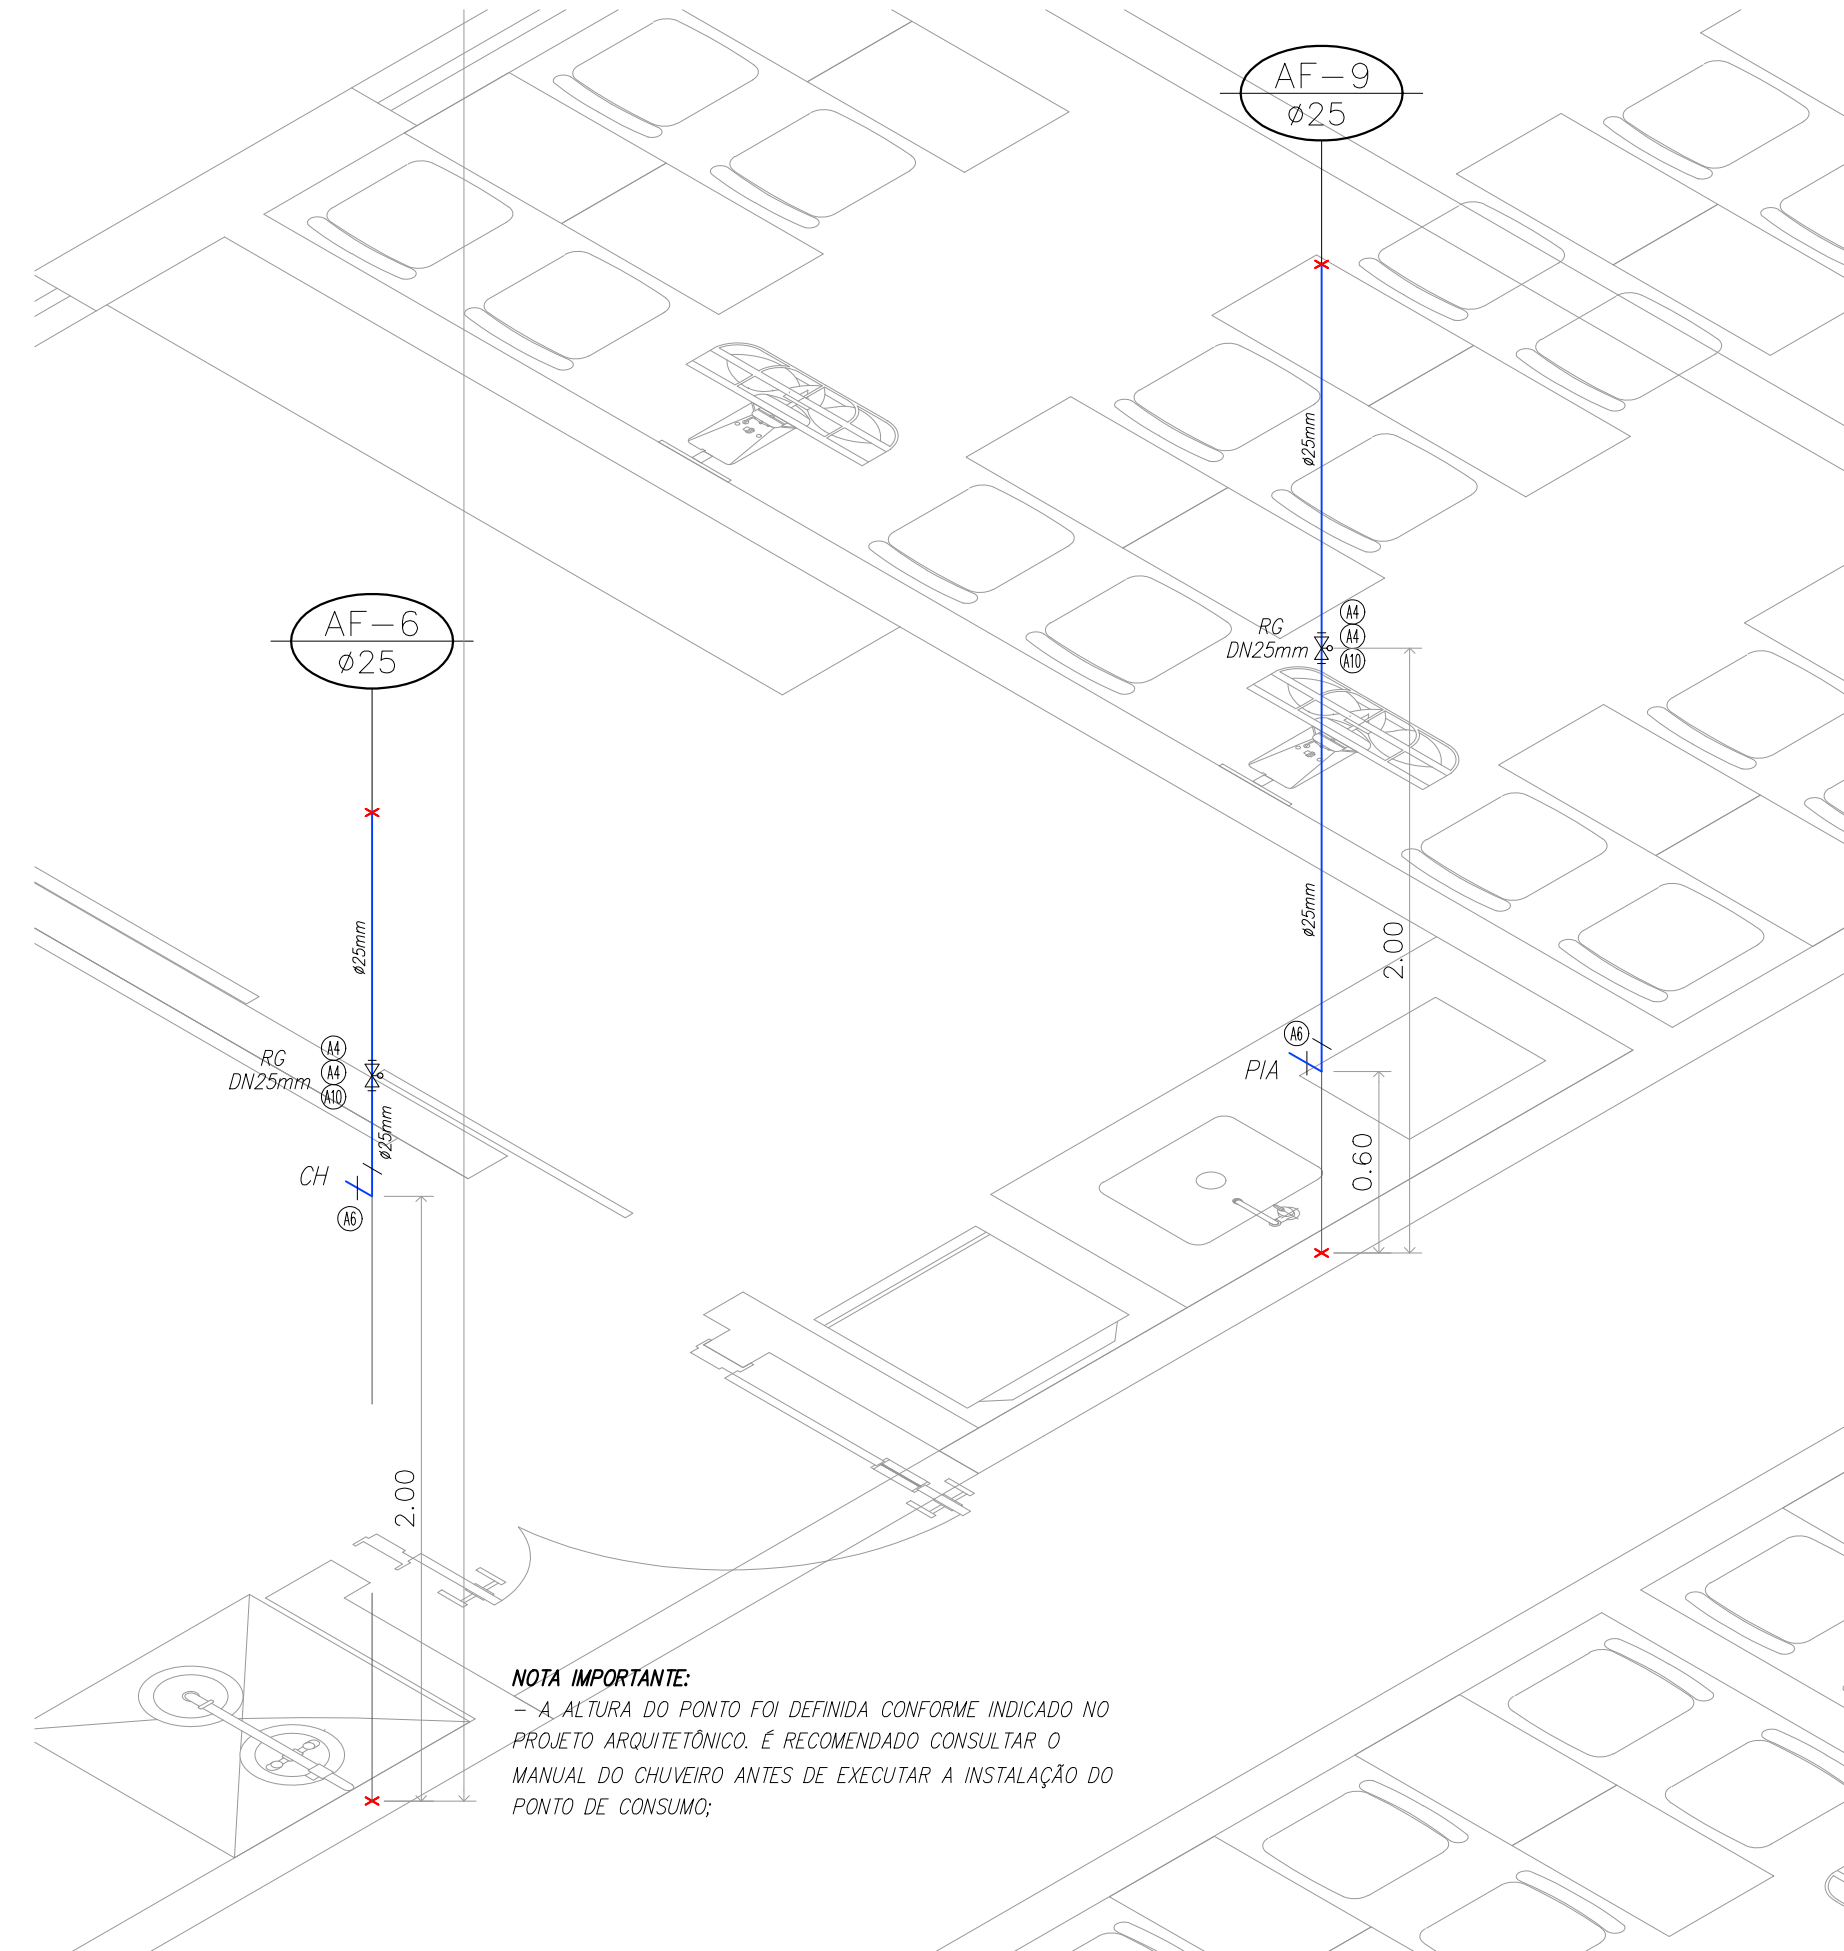 AF-9
ø25
ø25mm
A4
RG
A4
DN25mm
A10
ø25mm
2.00
A6
PIA
0.60
AF-6
ø25
ø25mm
A4
RG
A4
DN25mm
A10
ø25mm
CH
A6
2.00
NOTA IMPORTANTE:
- A ALTURA DO PONTO FOI DEFINIDA CONFORME INDICADO NO
PROJETO ARQUITETÔNICO. É RECOMENDADO CONSULTAR O
MANUAL DO CHUVEIRO ANTES DE EXECUTAR A INSTALAÇÃO DO
PONTO DE CONSUMO;